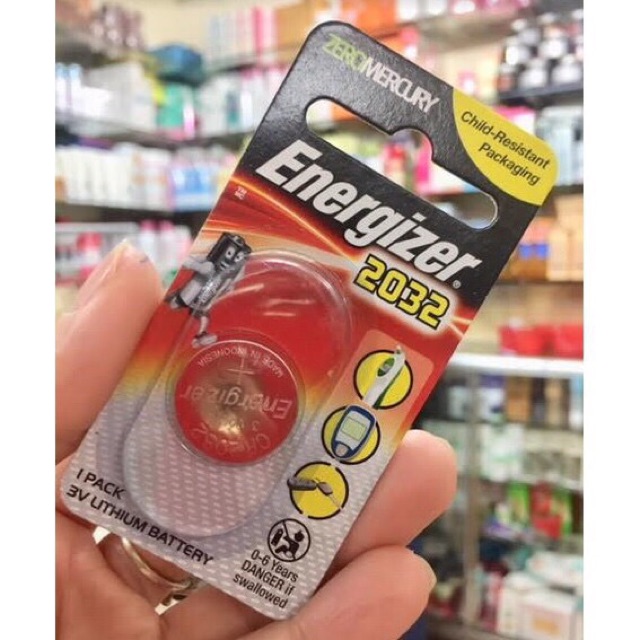 ZEROMERCURY
Child-Resistant
Packaging
Energizer®
2032
MADE IN INDONESIA
+
Energizer
CR2032
1 PACK
3V LITHIUM BATTERY
0-6 Years
DANGER if
swallowed